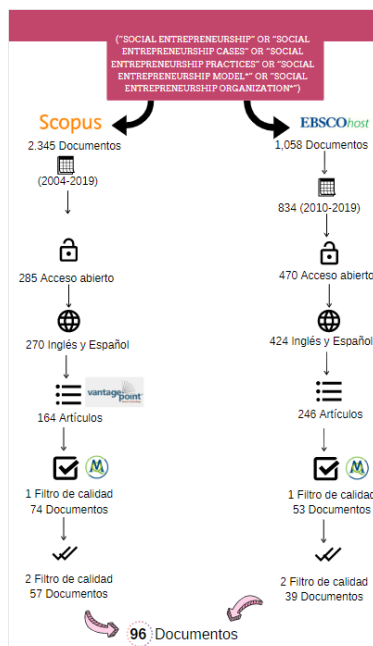 ("SOCIAL ENTREPRENEURSHIP" OR "SOCIAL
ENTREPRENEURSHIP CASES" OR "SOCIAL
ENTREPRENEURSHIP PRACTICES" OR "SOCIAL
ENTREPRENEURSHIP MODEL*" OR "SOCIAL
ENTREPRENEURSHIP ORGANIZATION*")
Scopus
2.345 Documentos
(2004-2019)
285 Acceso abierto
270 Inglés y Español
vantagepoint
164 Artículos
1 Filtro de calidad
74 Documentos
2 Filtro de calidad
57 Documentos
EBSCOhost
1,058 Documentos
834 (2010-2019)
470 Acceso abierto
424 Inglés y Español
246 Artículos
1 Filtro de calidad
53 Documentos
2 Filtro de calidad
39 Documentos
96 Documentos